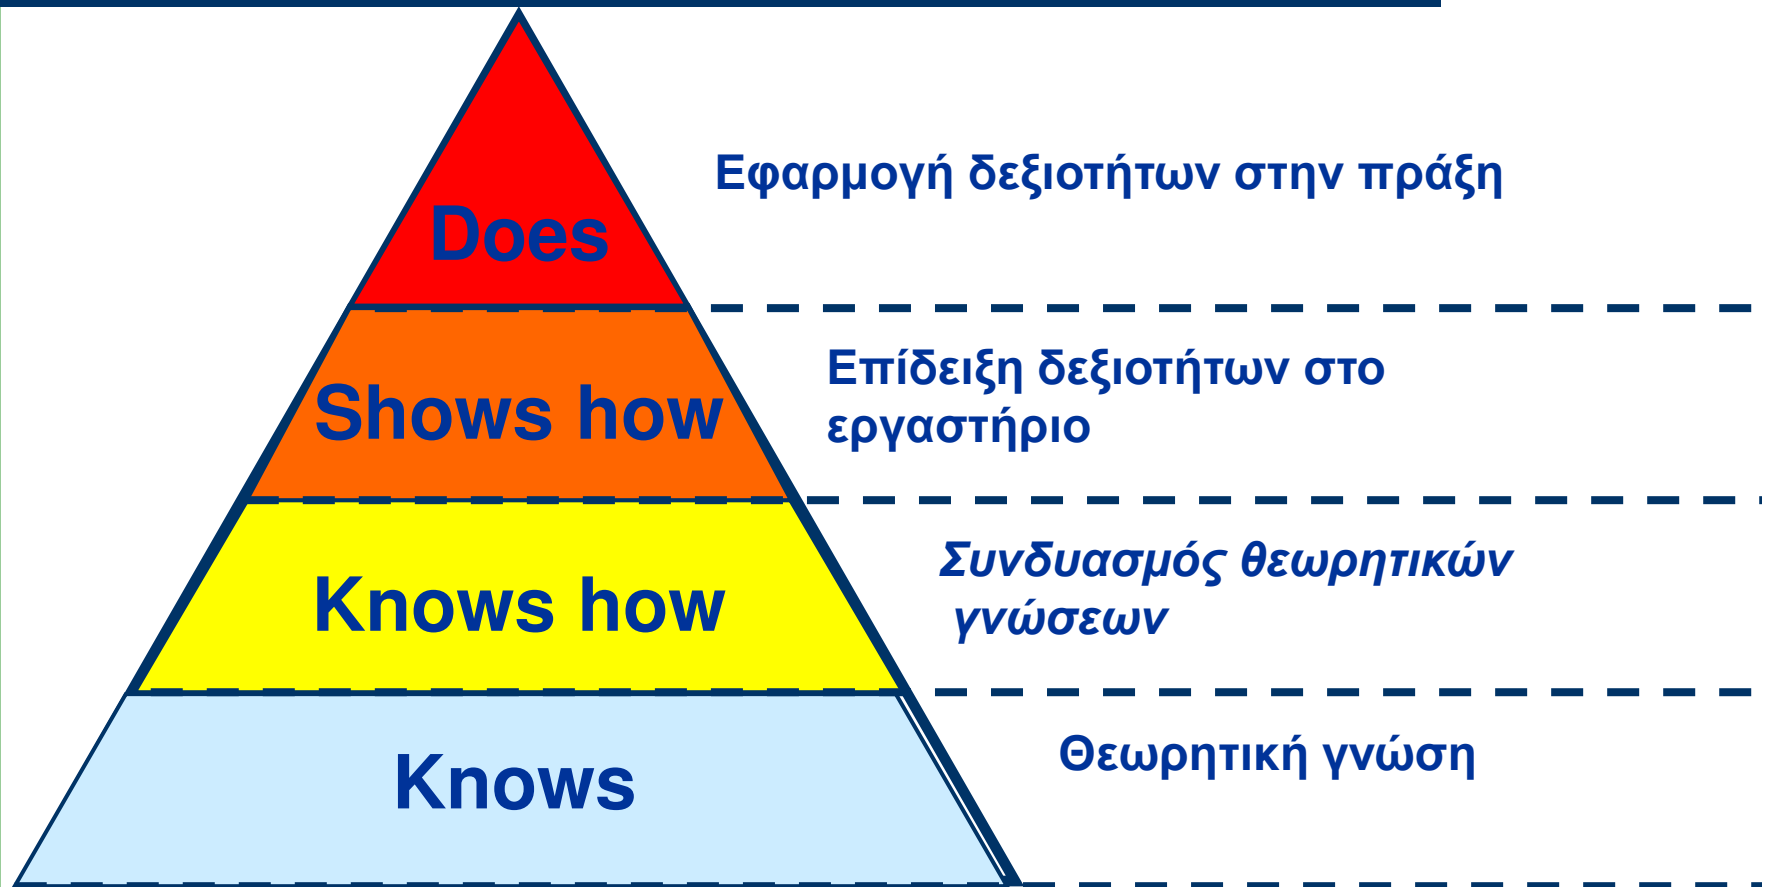 Εφαρμογή δεξιοτήτων στην πράξη
Does
Επίδειξη δεξιοτήτων στο
εργαστήριο
Shows how
Συνδυασμός θεωρητικών
γνώσεων
Knows how
Θεωρητική γνώση
Knows